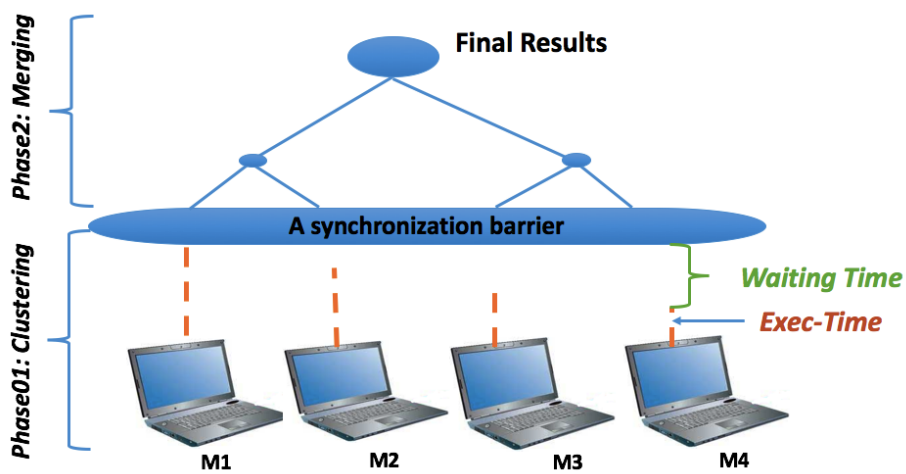 Final Results
Phase2: Merging
A synchronization barrier
Phase01: Clustering
Waiting Time
Exec-Time
M1
M2
M3
M4